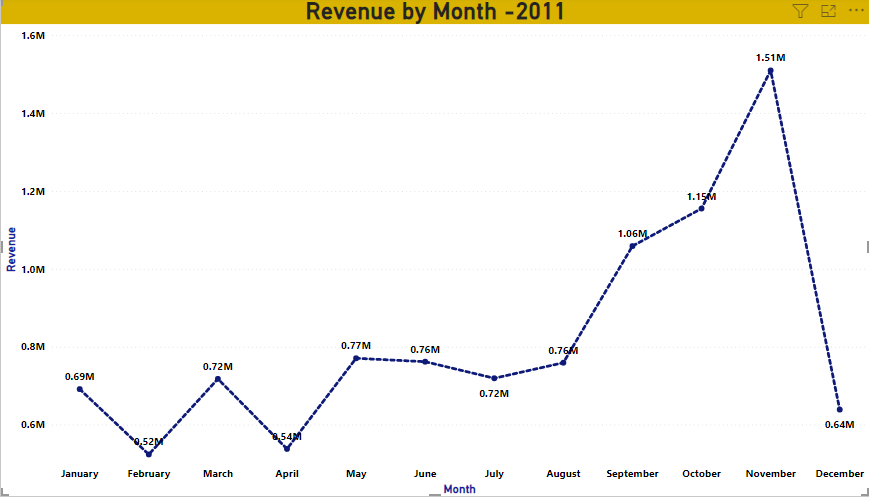 Revenue by Month -2011
1.6M
1.4M
1.2M
1.0M
0.8M
0.6M
Revenue
0.69M
0.52M
0.72M
0.54M
0.77M
0.76M
0.72M
0.76M
1.06M
1.15M
1.51M
0.64M
January February March April May June July August September October November December
Month